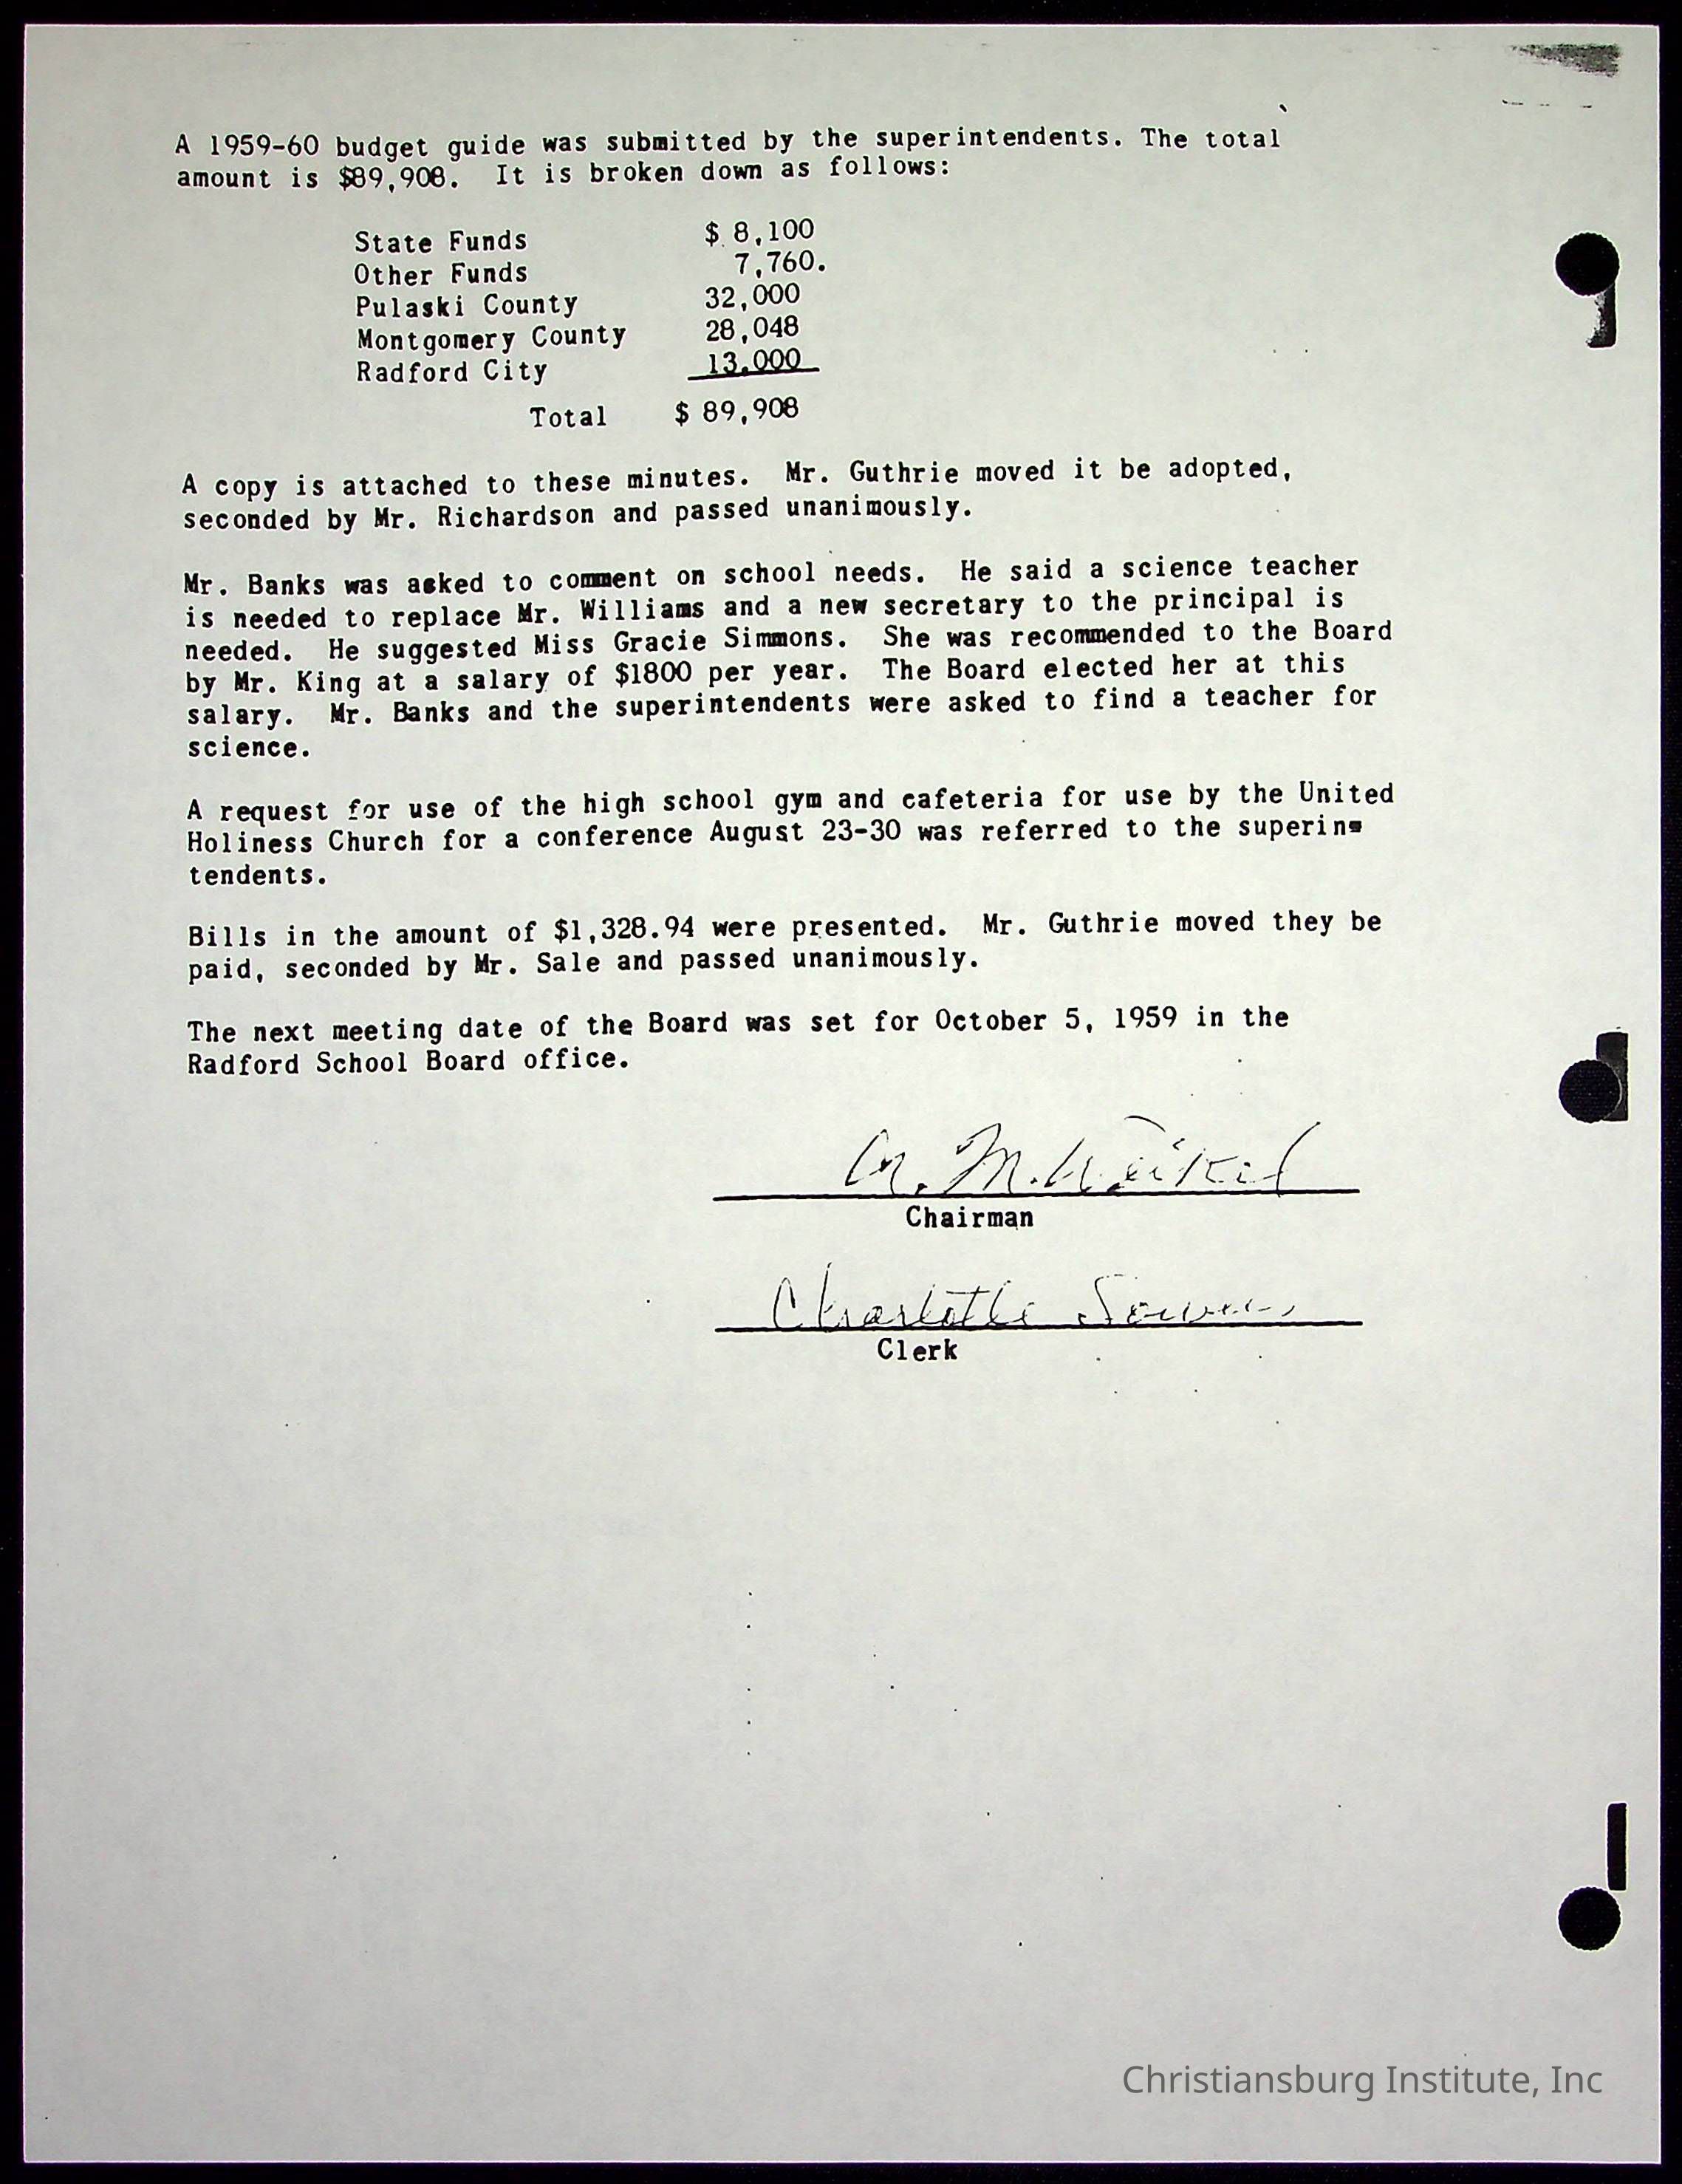 A 1959-60 budget guide was submitted by the superintendents. The total
amount is $89,908. It is broken down as follows:
State Funds $ 8,100
Other Funds 7,760.
Pulaski County 32,000
Montgomery County 28,048
Radford City 13,000
Total $ 89,908
A copy is attached to these minutes. Mr. Guthrie moved it be adopted,
seconded by Mr. Richardson and passed unanimously.
Mr. Banks was asked to comment on school needs. He said a science teacher
is needed to replace Mr. Williams and a new secretary to the principal is
needed. He suggested Miss Gracie Simmons. She was recommended to the Board
by Mr. King at a salary of $1800 per year. The Board elected her at this
salary. Mr. Banks and the superintendents were asked to find a teacher for
science.
A request for use of the high school gym and cafeteria for use by the United
Holiness Church for a conference August 23-30 was referred to the superin=
tendents.
Bills in the amount of $1,328.94 were presented. Mr. Guthrie moved they be
paid, seconded by Mr. Sale and passed unanimously.
The next meeting date of the Board was set for October 5, 1959 in the
Radford School Board office.
M. Weikel
Chairman
Charlotte
Clerk
Christiansburg Institute, Inc